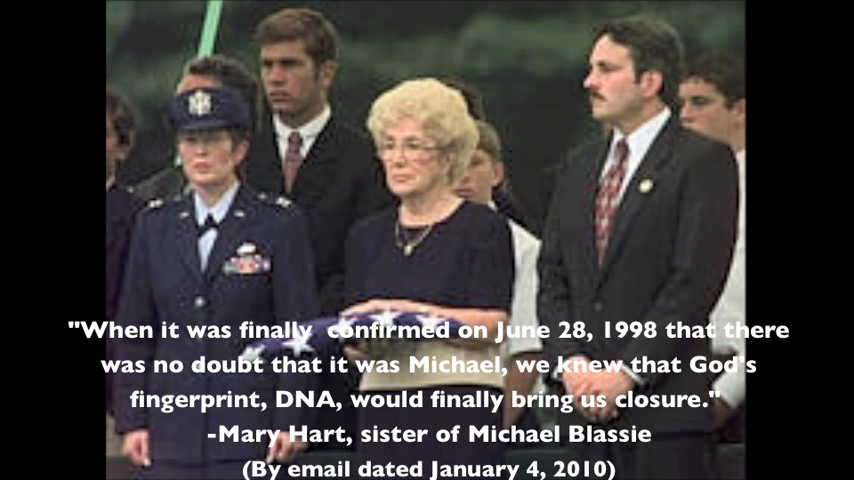 "When it was finally confirmed on June 28, 1998 that there
was no doubt that it was Michael, we knew that God's
fingerprint, DNA, would finally bring us closure."
-Mary Hart, sister of Michael Blassie
(By email dated January 4, 2010)